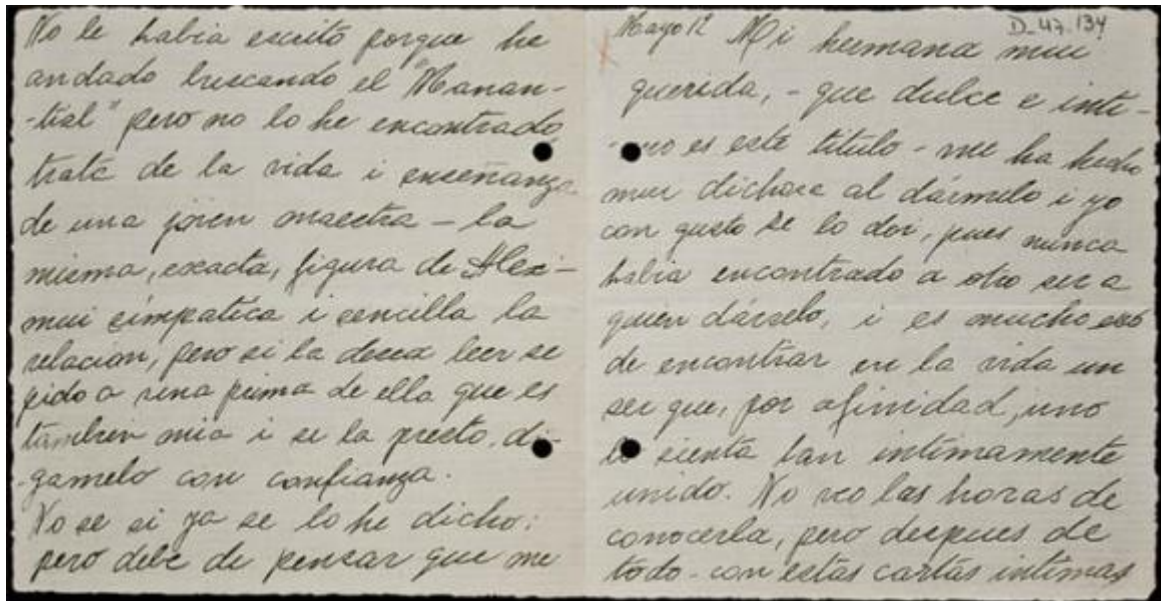 No le habia escrito porque he
andado buscando el "Manan-
-tial" pero no lo he encontrado,
trata de la vida i enseñanza
de una joven maestra - la
misma, exacta, figura de Alex -
mui simpatica i sencilla la
relacion, pero si la desea leer se
pido a una prima de ella que es
tambien mia i se la presto. dí-
-gamelo con confianza.
No se si ya se lo he dicho:
pero debe de pensar que me
D-47.134
Mayo 12 Mi hermana mui
querida, - que dulce e inti-
-mo es este titulo - me ha hecho
mui dichosa al dármelo i yo
con gusto se lo doi, pues nunca
habia encontrado a otro ser a
quien dárselo, i es mucho eso
de encontrar en la vida un
ser que, por afinidad, uno
lo sienta tan intimamente
unido. No veo las horas de
conocerla, pero despues de
todo - con estas cartas intimas